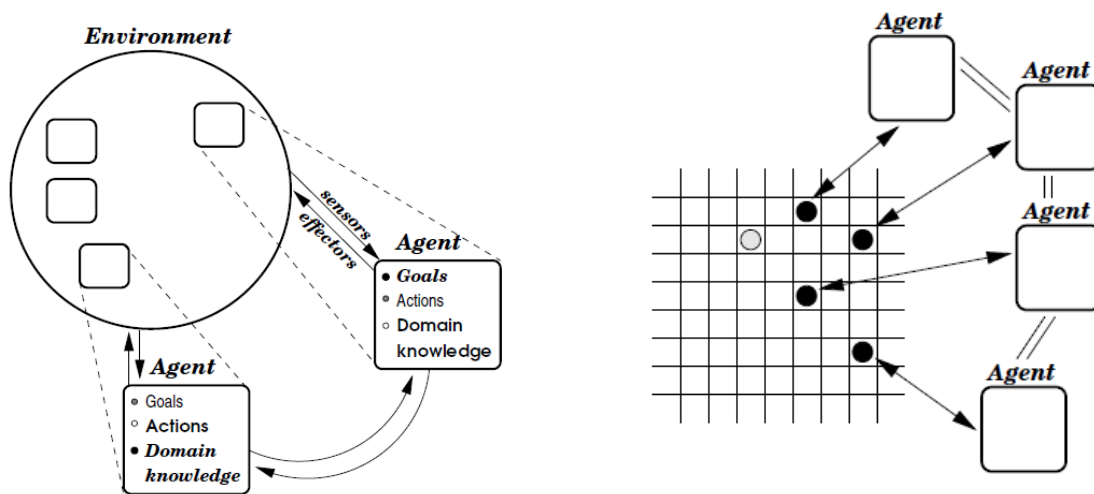 Environment
sensors
effectors
Agent
Goals
Actions
Domain
knowledge
Agent
Goals
Actions
Domain
knowledge
Agent
Agent
Agent
Agent